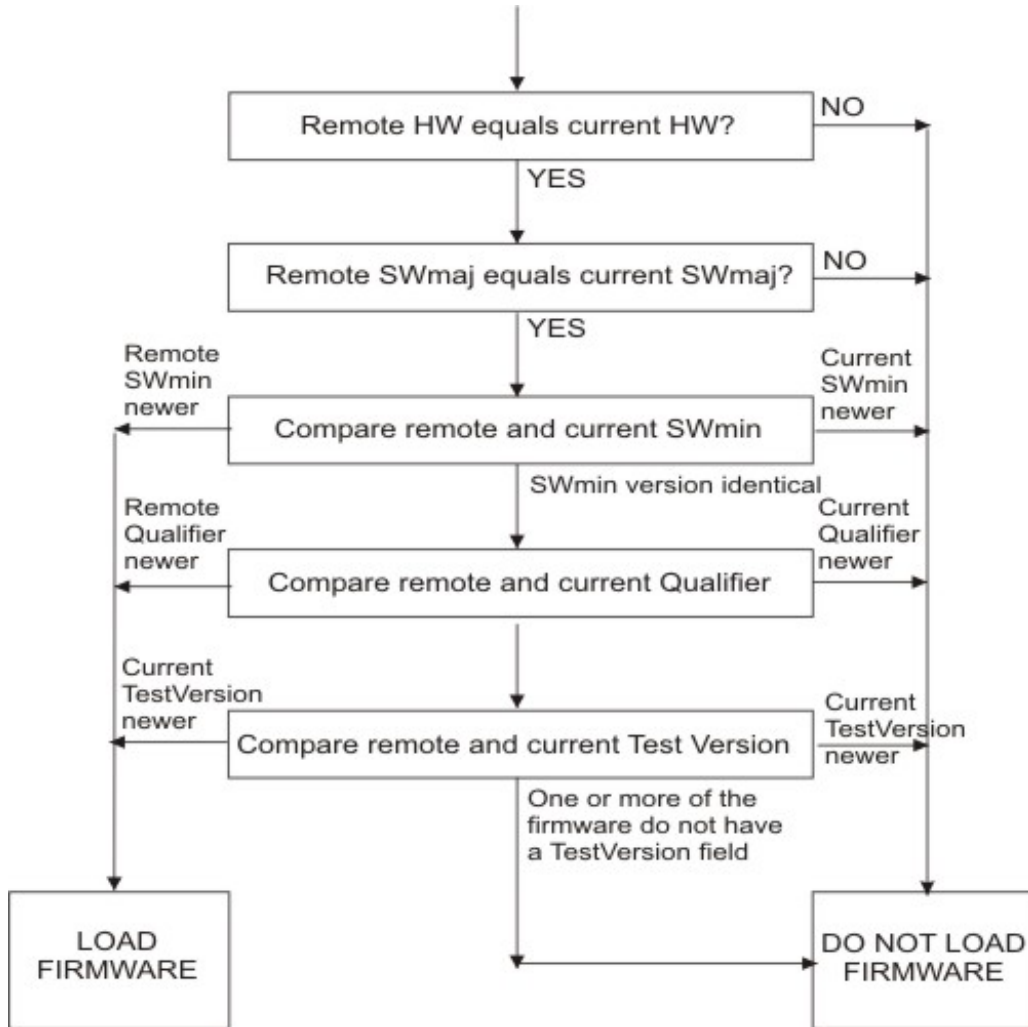 Remote HW equals current HW?
NO
YES
Remote SWmaj equals current SWmaj?
NO
YES
Remote
SWmin
newer
Current
SWmin
newer
Compare remote and current SWmin
SWmin version identical
Remote
Qualifier
newer
Current
Qualifier
newer
Compare remote and current Qualifier
Current
TestVersion
newer
Current
TestVersion
newer
Compare remote and current Test Version
One or more of the
firmware do not have
a TestVersion field
LOAD
FIRMWARE
DO NOT LOAD
FIRMWARE